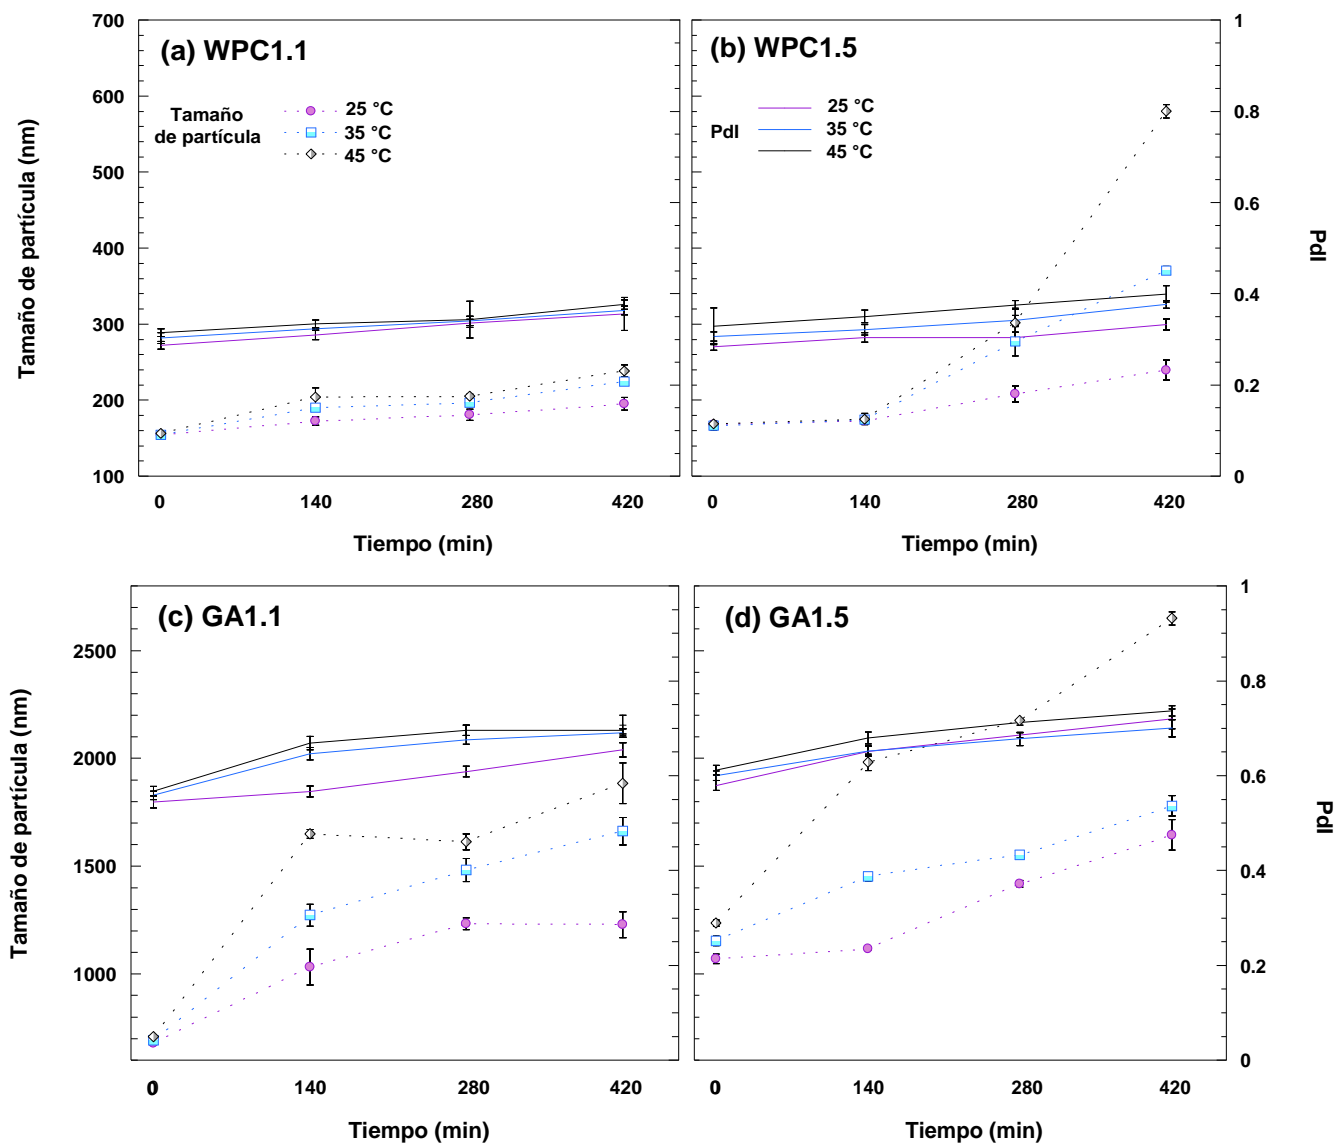 (a) WPC1.1
(b) WPC1.5
Tamaño
de partícula
25 °C
35 °C
45 °C
PdI
25 °C
35 °C
45 °C
Tamaño de partícula (nm)
700
600
500
400
300
200
100
1
0.8
0.6
0.4
0.2
0
PdI
0 140 280 420
0 140 280 420
Tiempo (min)
Tiempo (min)
(c) GA1.1
(d) GA1.5
Tamaño de partícula (nm)
2500
2000
1500
1000
1
0.8
0.6
0.4
0.2
0
PdI
0 140 280 420
0 140 280 420
Tiempo (min)
Tiempo (min)